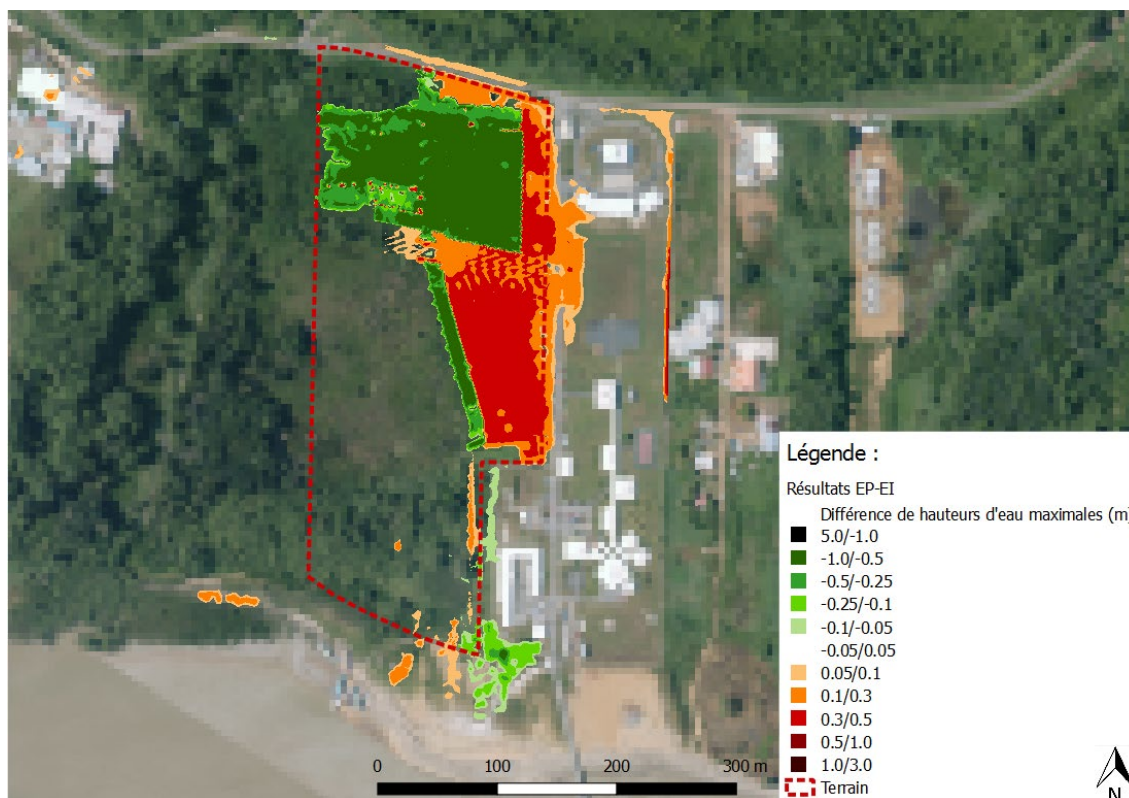 Légende :
Résultats EP-EI
Différence de hauteurs d'eau maximales (m)
5.0/-1.0
-1.0/-0.5
-0.5/-0.25
-0.25/-0.1
-0.1/-0.05
-0.05/0.05
0.05/0.1
0.1/0.3
0.3/0.5
0.5/1.0
1.0/3.0
Terrain
0 100 200 300 m
N